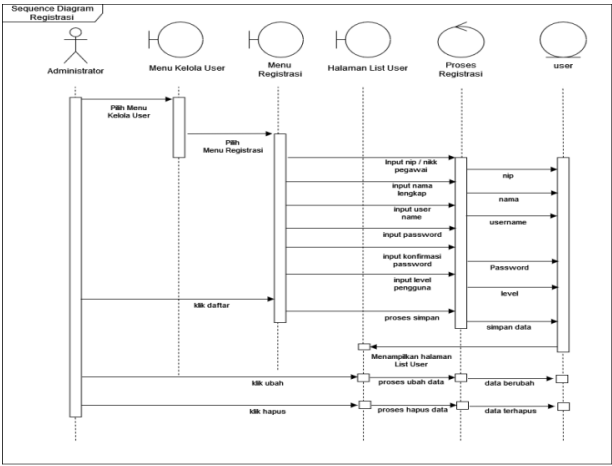 Sequence Diagram
Registrasi
Administrator
Menu Kelola User
Menu
Registrasi
Halaman List User
Proses
Registrasi
user
Pilih Menu
Kelola User
Pilih
Menu Registrasi
Input nip / nikk
pegawai
nip
input nama
lengkap
nama
input user
name
username
input password
input konfirmasi
password
Password
input level
pengguna
level
klik daftar
proses simpan
simpan data
Menampilkan halaman
List User
klik ubah
proses ubah data
data berubah
klik hapus
proses hapus data
data terhapus